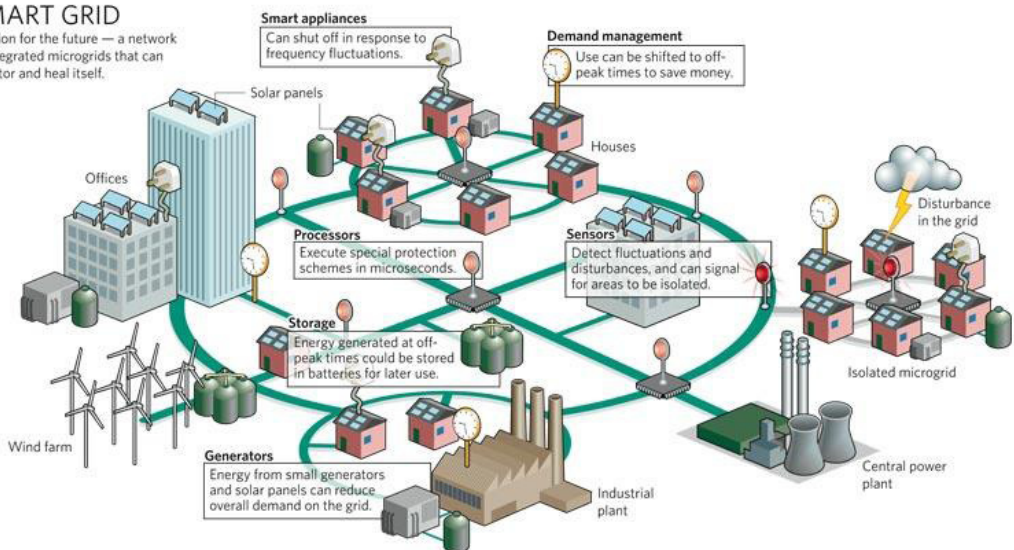 MART GRID
ion for the future — a network
egrated microgrids that can
tor and heal itself.
Smart appliances
Can shut off in response to
frequency fluctuations.
Demand management
Use can be shifted to off-
peak times to save money.
Solar panels
Houses
Offices
Disturbance
in the grid
Processors
Execute special protection
schemes in microseconds.
Sensors
Detect fluctuations and
disturbances, and can signal
for areas to be isolated.
Storage
Energy generated at off-
peak times could be stored
in batteries for later use.
Isolated microgrid
Wind farm
Generators
Energy from small generators
and solar panels can reduce
overall demand on the grid.
Industrial
plant
Central power
plant